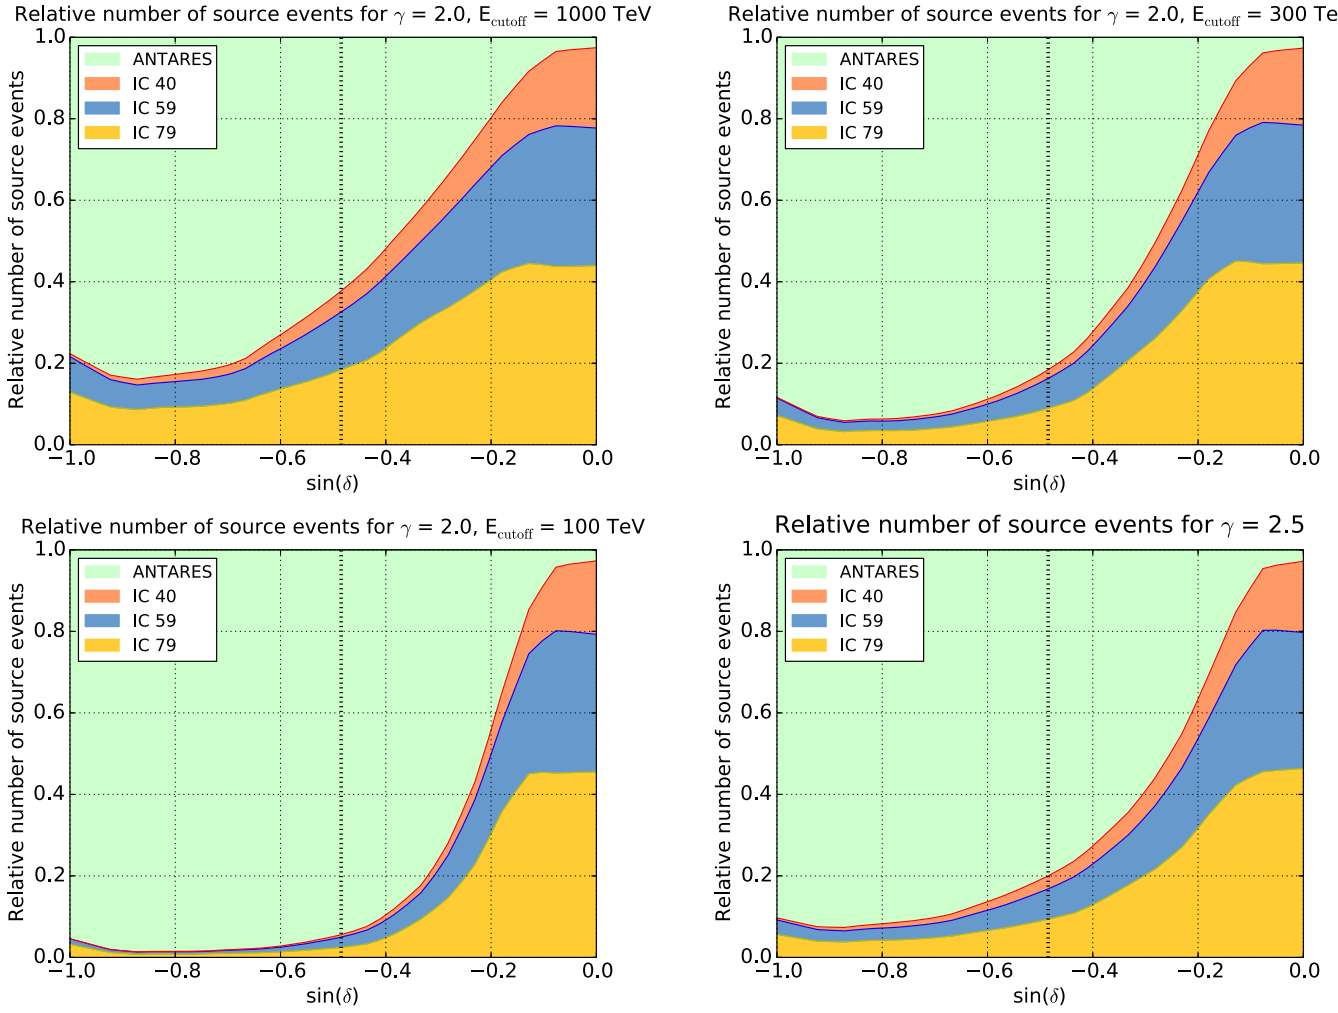 Relative number of source events for γ = 2.0, E_cutoff = 1000 TeV
Relative number of source events
1.0
0.8
0.6
0.4
0.2
0.0
ANTARES
IC 40
IC 59
IC 79
−1.0 −0.8 −0.6 −0.4 −0.2 0.0
sin(δ)
Relative number of source events for γ = 2.0, E_cutoff = 300 Te
Relative number of source events
1.0
0.8
0.6
0.4
0.2
0.0
ANTARES
IC 40
IC 59
IC 79
−1.0 −0.8 −0.6 −0.4 −0.2 0.0
sin(δ)
Relative number of source events for γ = 2.0, E_cutoff = 100 TeV
Relative number of source events
1.0
0.8
0.6
0.4
0.2
0.0
ANTARES
IC 40
IC 59
IC 79
−1.0 −0.8 −0.6 −0.4 −0.2 0.0
sin(δ)
Relative number of source events for γ = 2.5
Relative number of source events
1.0
0.8
0.6
0.4
0.2
0.0
ANTARES
IC 40
IC 59
IC 79
−1.0 −0.8 −0.6 −0.4 −0.2 0.0
sin(δ)